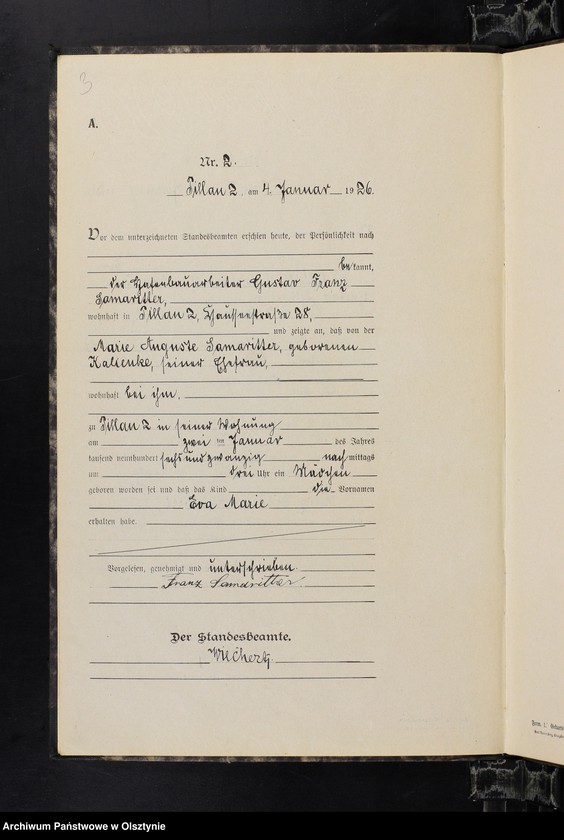 3
A.
Nr. 2.
Pillau 2. am 4. Januar 1926.
Vor dem unterzeichneten Standesbeamten erschien heute, der Persönlichkeit nach
bekannt,
der Hafenbauarbeiter Gustav Franz
Samaritter,
wohnhaft in Pillau 2, Chausseestraße 28,
und zeigte an, daß von der
Marie Auguste Samaritter, geborenen
Kalienke, seiner Ehefrau,
wohnhaft bei ihm,
zu Pillau 2 in seiner Wohnung
am zwei ten Januar des Jahres
tausend neunhundert sechs und zwanzig nachmittags
um drei Uhr ein Mädchen
geboren worden sei und daß das Kind die Vornamen
Eva Marie
erhalten habe.
Vorgelesen, genehmigt und unterschrieben.
Franz Samaritter
Der Standesbeamte.
Archiwum Państwowe w Olsztynie